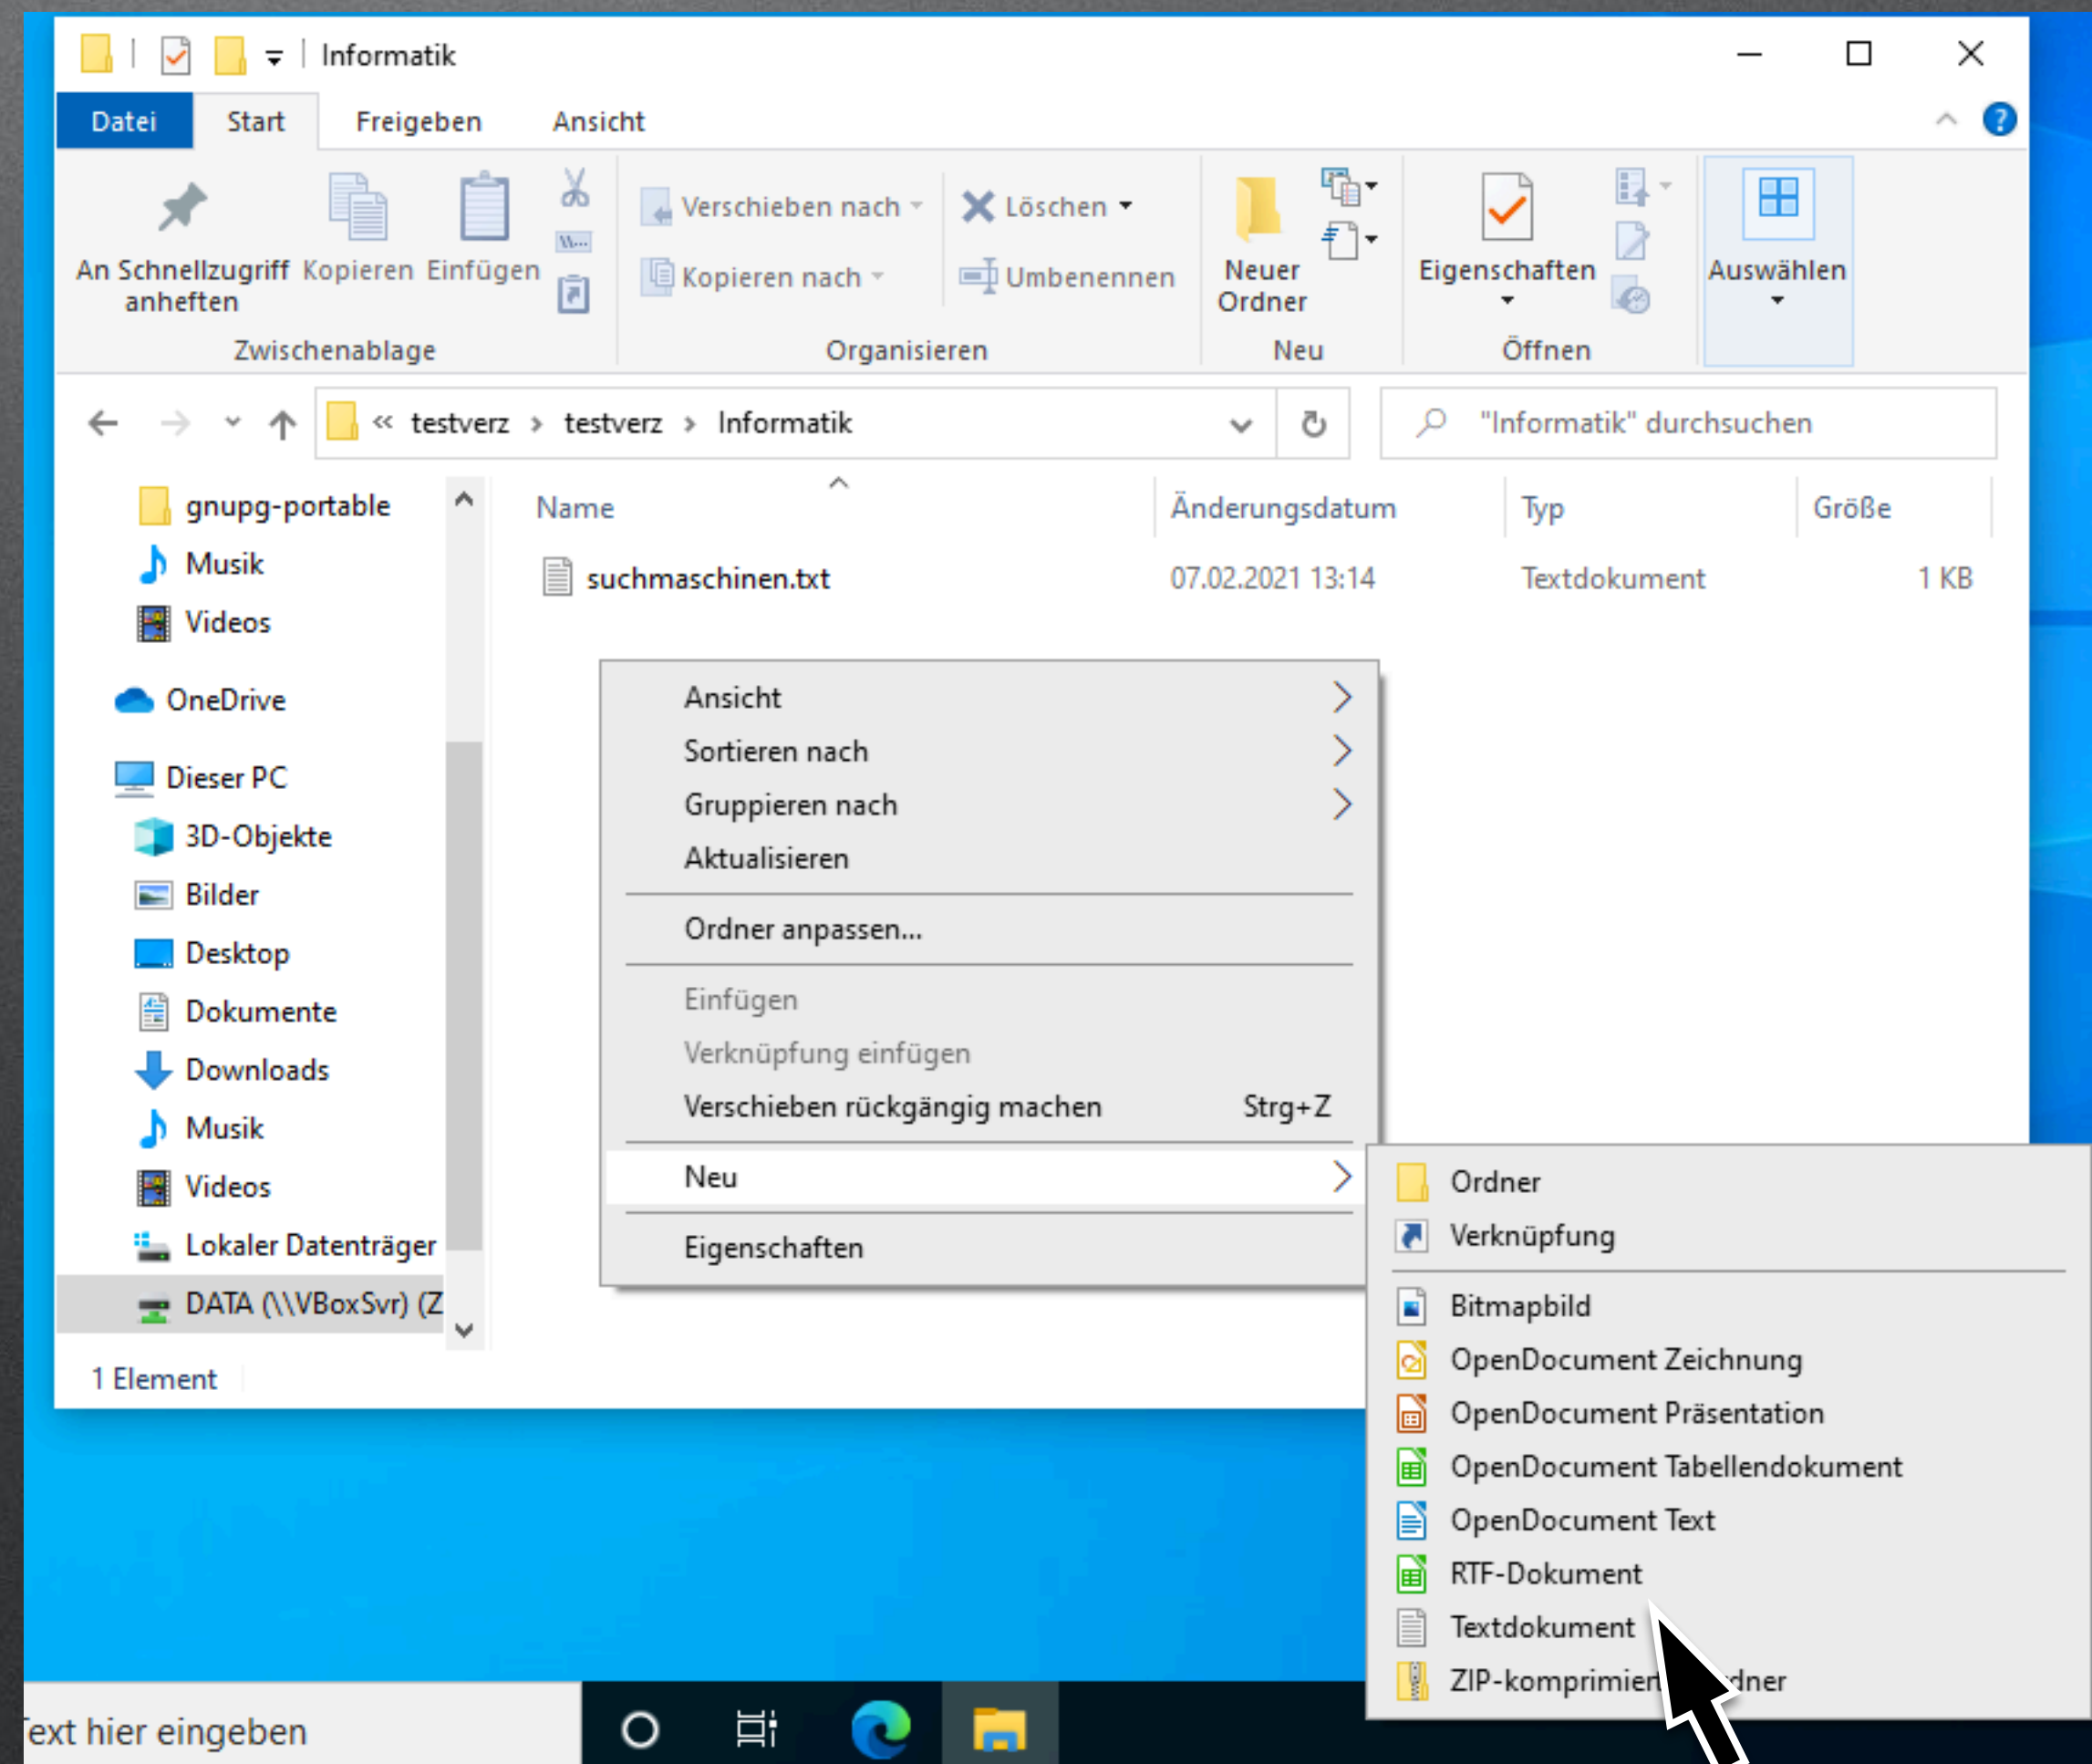 Informatik
Datei Start Freigeben Ansicht
An Schnellzugriff
anheften
Kopieren
Einfügen
Zwischenablage
Verschieben nach
Kopieren nach
Löschen
Umbenennen
Organisieren
Neuer
Ordner
Neu
Eigenschaften
Öffnen
Auswählen
« testverz › testverz › Informatik
"Informatik" durchsuchen
gnupg-portable
Musik
Videos
OneDrive
Dieser PC
3D-Objekte
Bilder
Desktop
Dokumente
Downloads
Musik
Videos
Lokaler Datenträger
DATA (\\VBoxSvr) (Z
Name Änderungsdatum Typ Größe
suchmaschinen.txt 07.02.2021 13:14 Textdokument 1 KB
Ansicht
Sortieren nach
Gruppieren nach
Aktualisieren
Ordner anpassen...
Einfügen
Verknüpfung einfügen
Verschieben rückgängig machen Strg+Z
Neu
Eigenschaften
Ordner
Verknüpfung
Bitmapbild
OpenDocument Zeichnung
OpenDocument Präsentation
OpenDocument Tabellendokument
OpenDocument Text
RTF-Dokument
Textdokument
1 Element
hier eingeben